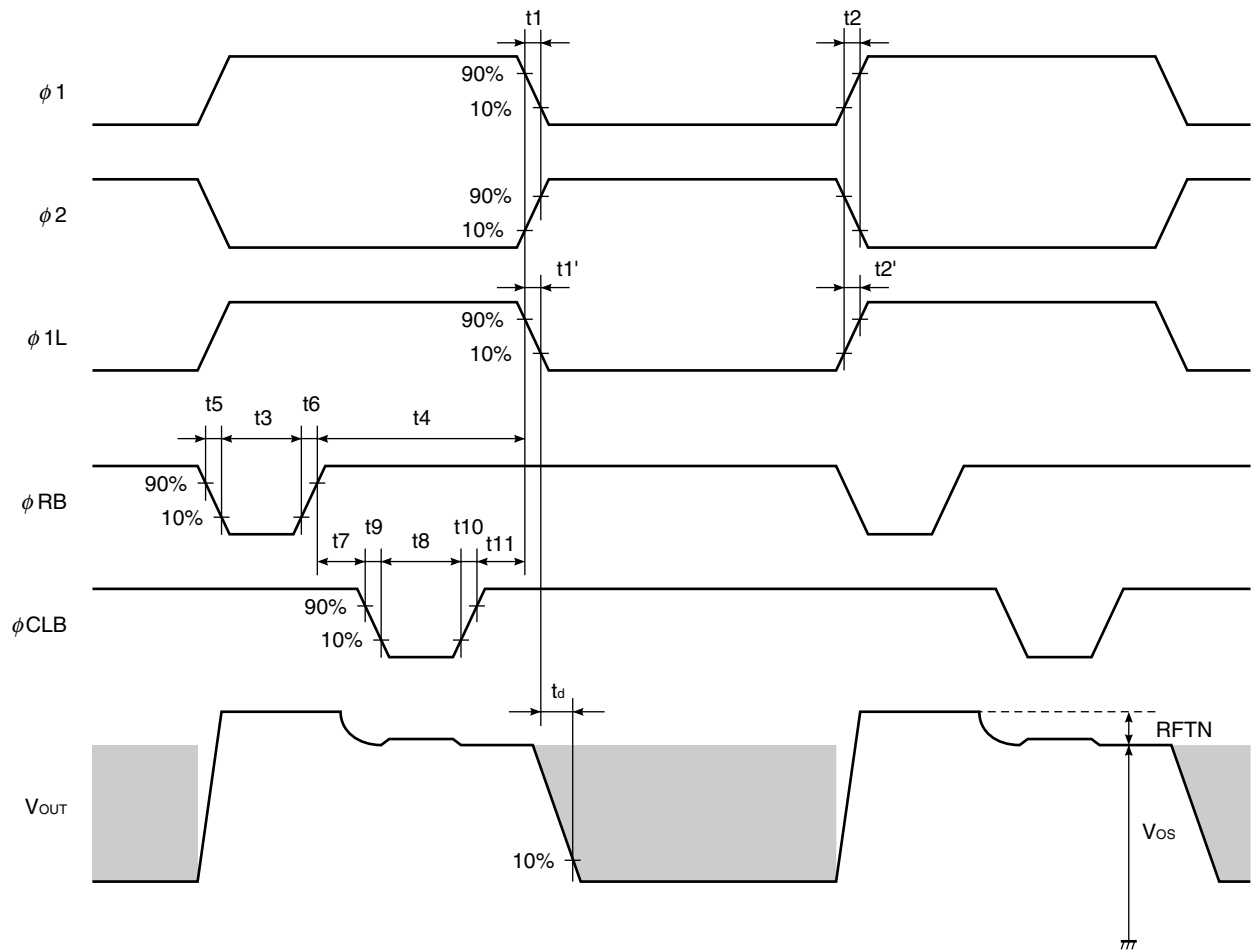 t1 t2
90%
φ1
10%
90%
φ2
10%
t1' t2'
90%
φ1L
10%
t5 t3 t6 t4
90%
φRB
10%
t7 t9 t8 t10 t11
90%
φCLB
10%
td
RFTN
VOUT
VOS
10%